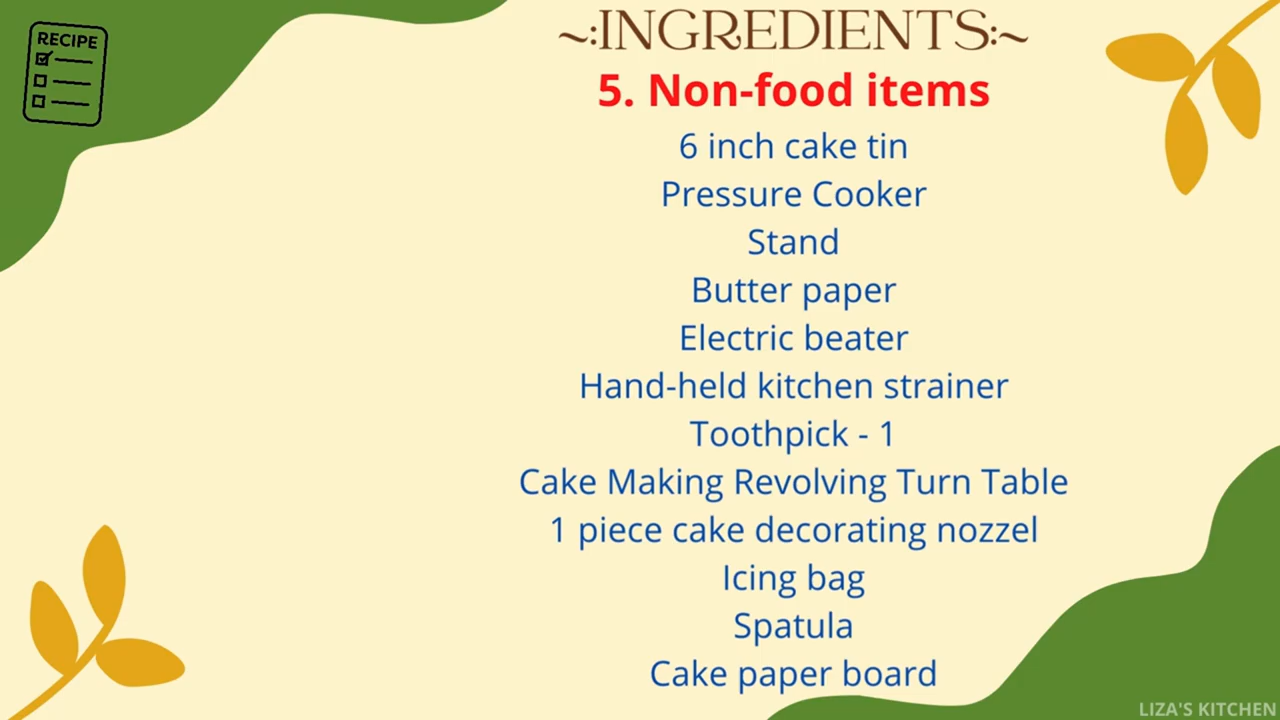 RECIPE
~:INGREDIENTS:~
5. Non-food items
6 inch cake tin
Pressure Cooker
Stand
Butter paper
Electric beater
Hand-held kitchen strainer
Toothpick - 1
Cake Making Revolving Turn Table
1 piece cake decorating nozzel
Icing bag
Spatula
Cake paper board
LIZA'S KITCHEN